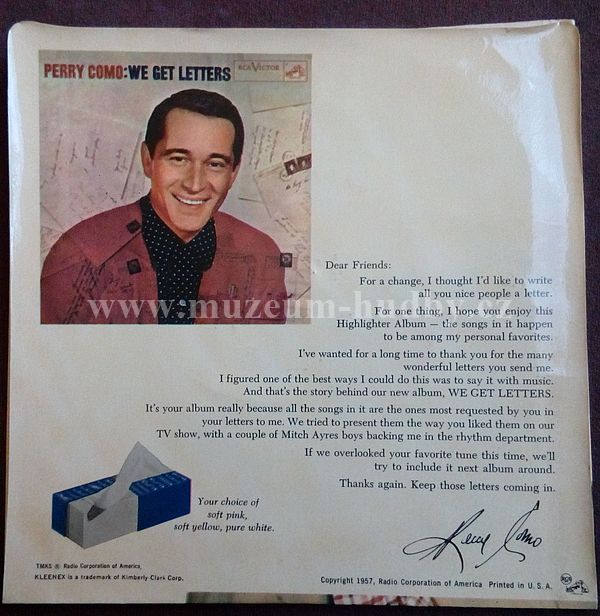 PERRY COMO: WE GET LETTERS
RCA VICTOR
Dear Friends:
For a change, I thought I'd like to write
all you nice people a letter.
www.muzeum-hudby.cz
For one thing, I hope you enjoy this
Highlighter Album — the songs in it happen
to be among my personal favorites.
I've wanted for a long time to thank you for the many
wonderful letters you send me.
I figured one of the best ways I could do this was to say it with music.
And that's the story behind our new album, WE GET LETTERS.
It's your album really because all the songs in it are the ones most requested by you in
your letters to me. We tried to present them the way you liked them on our
TV show, with a couple of Mitch Ayres boys backing me in the rhythm department.
If we overlooked your favorite tune this time, we'll
try to include it next album around.
Thanks again. Keep those letters coming in.
Your choice of
soft pink,
soft yellow, pure white.
Perry Como
TMKS ® Radio Corporation of America.
KLEENEX is a trademark of Kimberly-Clark Corp.
Copyright 1957, Radio Corporation of America Printed in U. S. A.
RCA